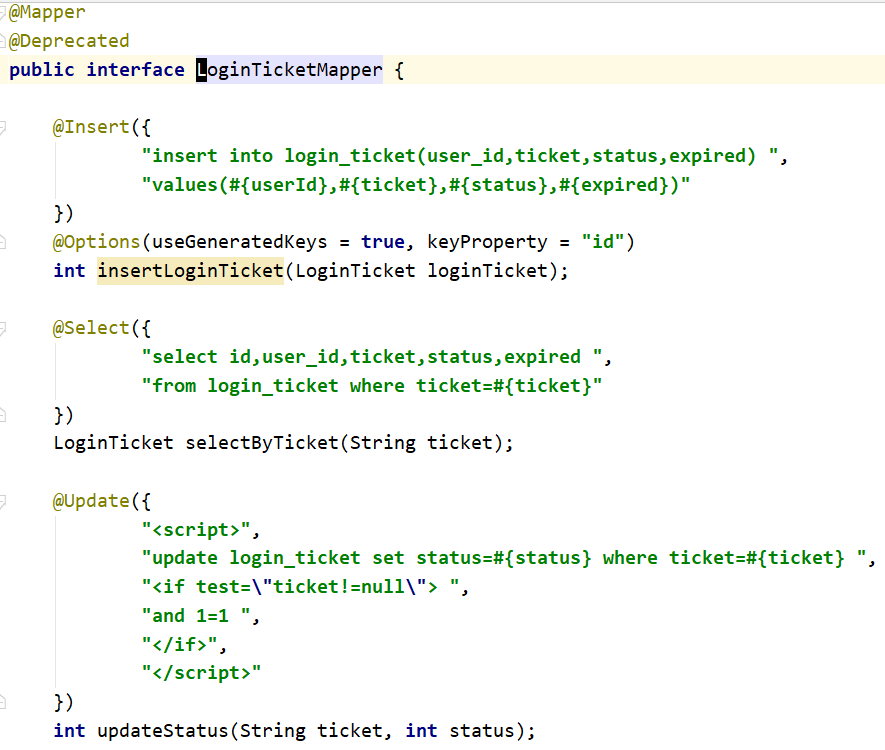 @Mapper
@Deprecated
public interface LoginTicketMapper {
@Insert({
"insert into login_ticket(user_id,ticket,status,expired) ",
"values(#{userId},#{ticket},#{status},#{expired})"
})
@Options(useGeneratedKeys = true, keyProperty = "id")
int insertLoginTicket(LoginTicket loginTicket);
@Select({
"select id,user_id,ticket,status,expired ",
"from login_ticket where ticket=#{ticket}"
})
LoginTicket selectByTicket(String ticket);
@Update({
"<script>",
"update login_ticket set status=#{status} where ticket=#{ticket} ",
"<if test=\"ticket!=null\"> ",
"and 1=1 ",
"</if>",
"</script>"
})
int updateStatus(String ticket, int status);